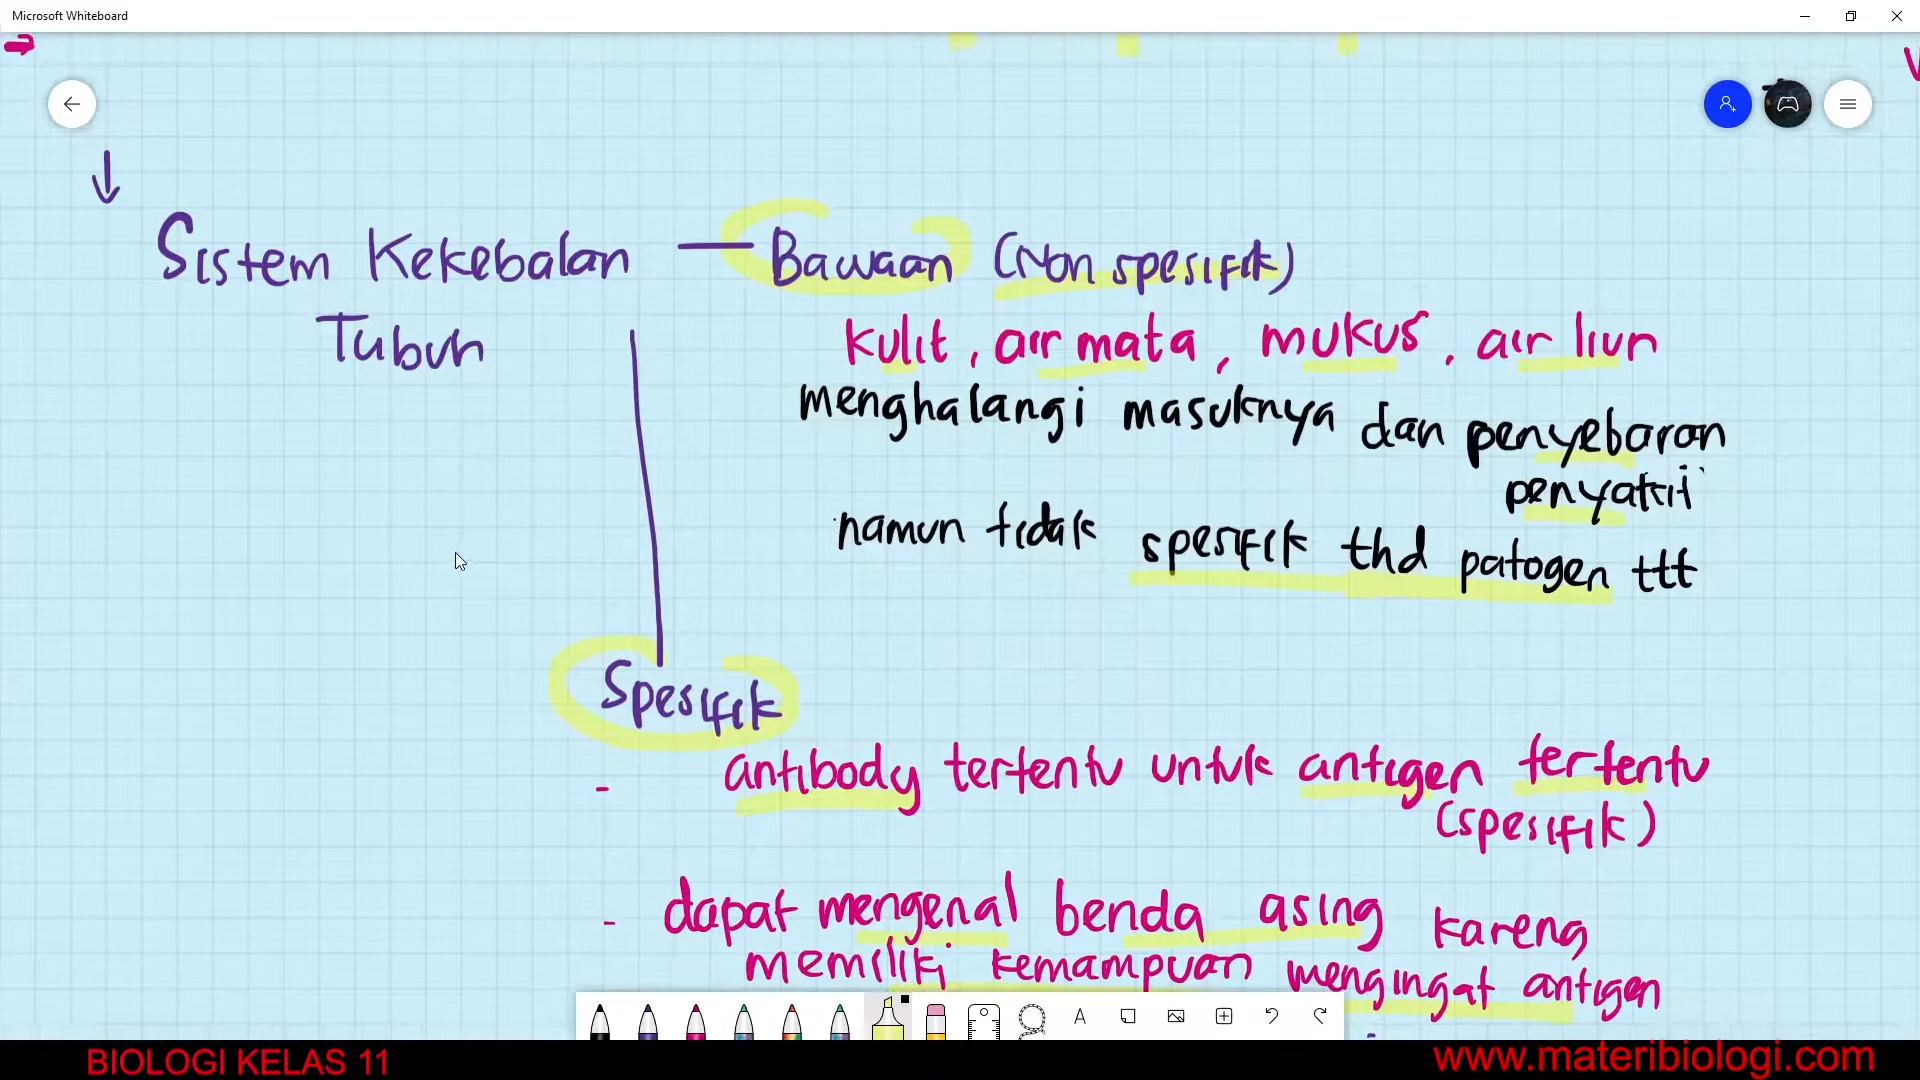 Microsoft Whiteboard
Sistem Kekebalan — Bawaan (Non spesifik)
Tubuh
kulit, air mata, mukus, air liur
menghalangi masuknya dan penyebaran
penyakit
namun tidak spesifik thd patogen ttt
Spesifik
- antibody tertentu untuk antigen tertentu
(spesifik)
- dapat mengenal benda asing karena
memiliki kemampuan mengingat antigen
A
BIOLOGI KELAS 11
www.materibiologi.com